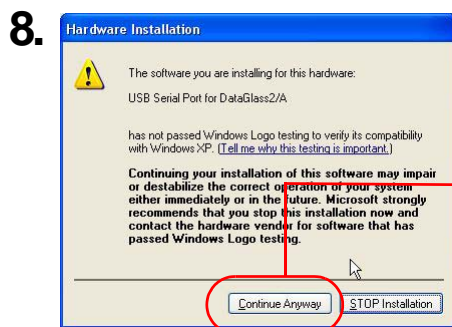 8.
Hardware Installation
The software you are installing for this hardware:
USB Serial Port for DataGlass2/A
has not passed Windows Logo testing to verify its compatibility
with Windows XP. (Tell me why this testing is important.)
Continuing your installation of this software may impair
or destabilize the correct operation of your system
either immediately or in the future. Microsoft strongly
recommends that you stop this installation now and
contact the hardware vendor for software that has
passed Windows Logo testing.
Continue Anyway STOP Installation